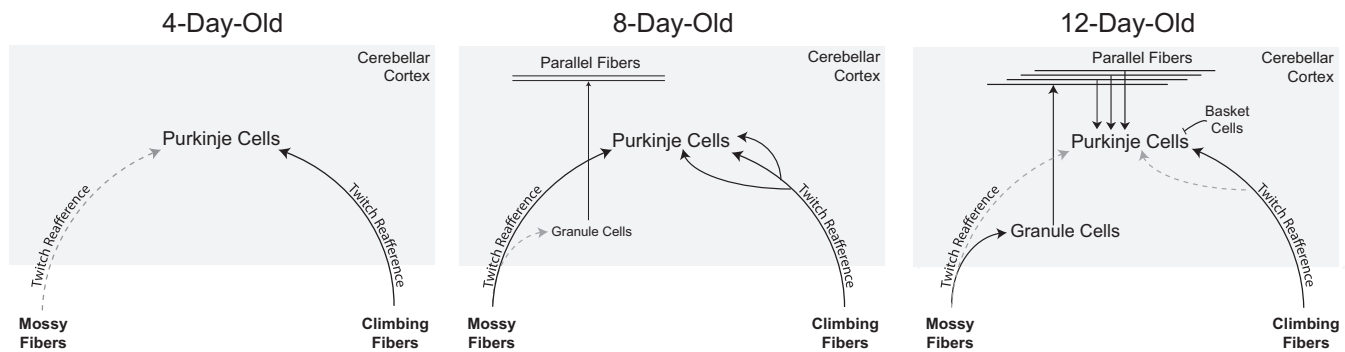 4-Day-Old
Cerebellar
Cortex
Purkinje Cells
Twitch Reafference
Twitch Reafference
Mossy
Fibers
Climbing
Fibers
8-Day-Old
Cerebellar
Cortex
Parallel Fibers
Purkinje Cells
Twitch Reafference
Granule Cells
Twitch Reafference
Mossy
Fibers
Climbing
Fibers
12-Day-Old
Cerebellar
Cortex
Parallel Fibers
Basket
Cells
Purkinje Cells
Twitch Reafference
Granule Cells
Twitch Reafference
Mossy
Fibers
Climbing
Fibers